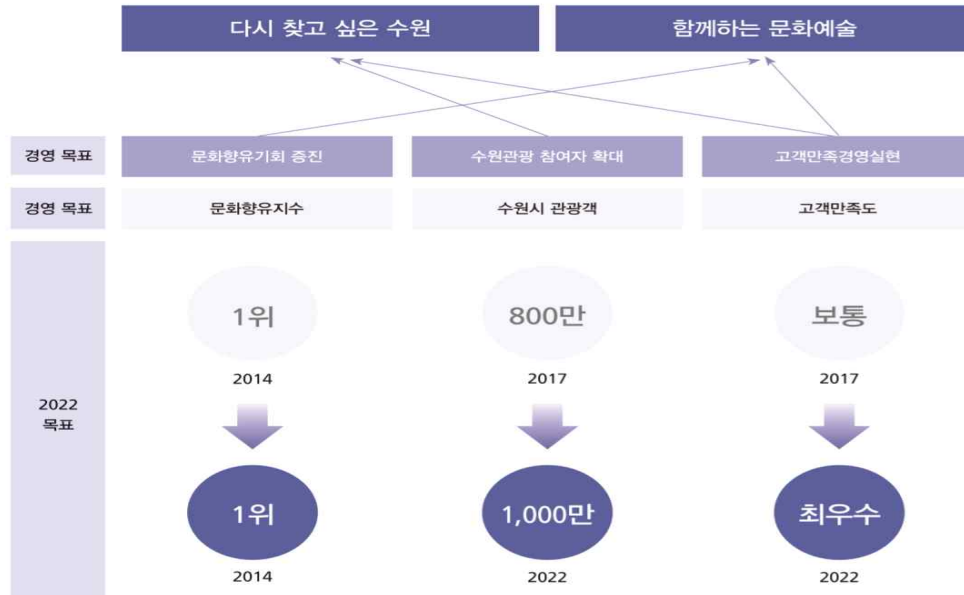 다시 찾고 싶은 수원
함께하는 문화예술
경영 목표
문화향유기회 증진
수원관광 참여자 확대
고객만족경영실현
경영 목표
문화향유지수
수원시 관광객
고객만족도
2022
목표
1위
800만
보통
2014
2017
2017
1위
1,000만
최우수
2014
2022
2022